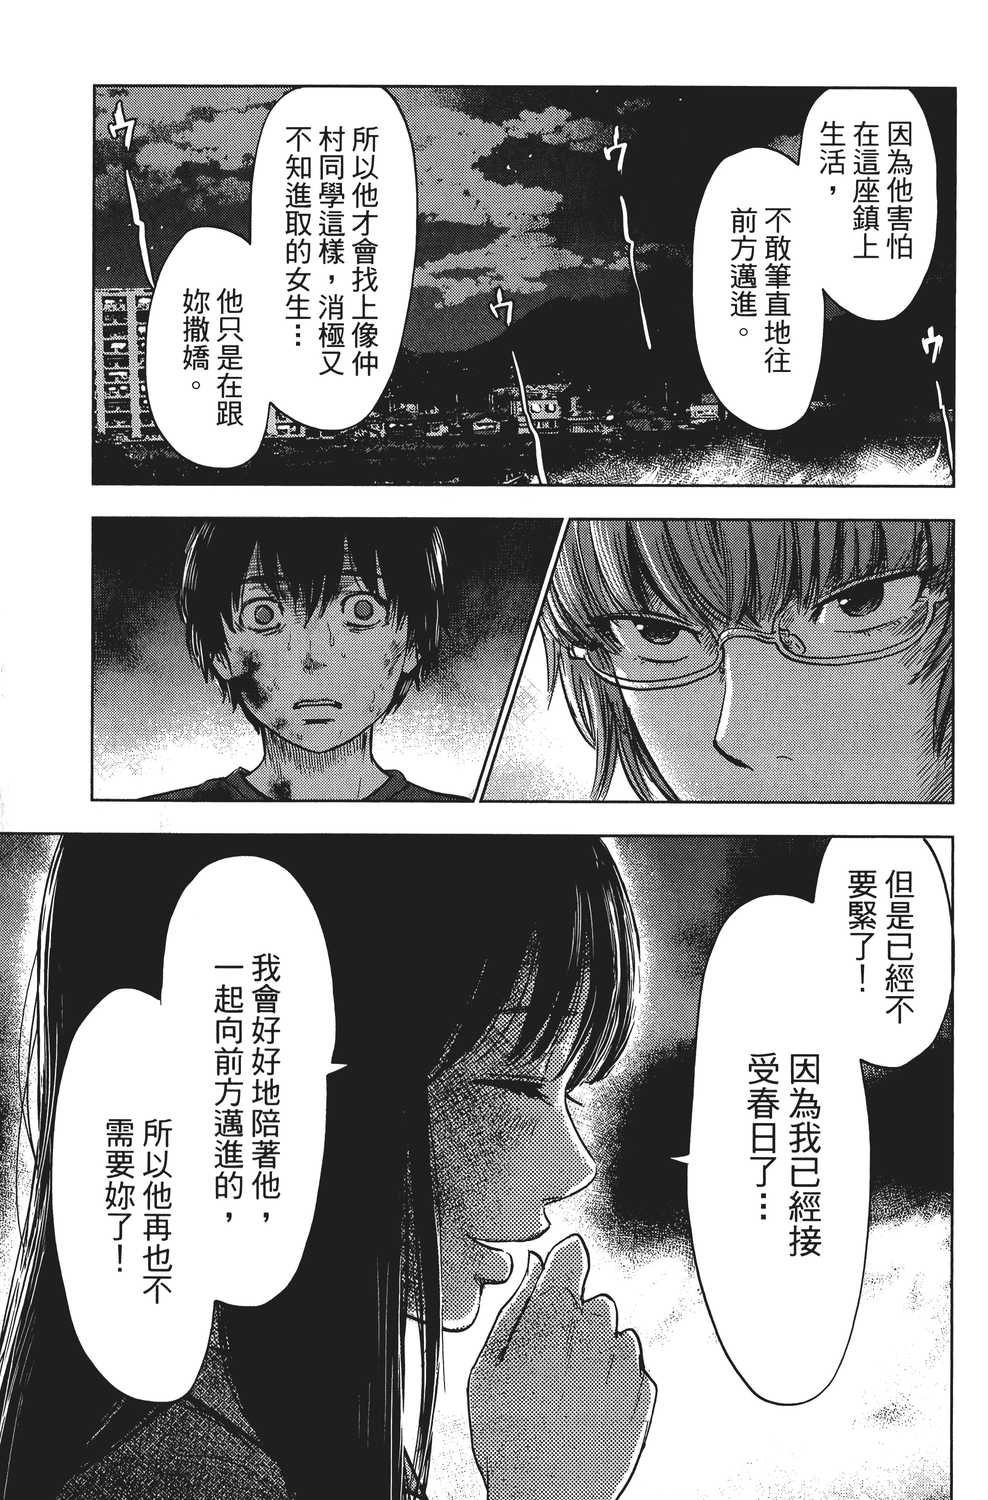 因為他害怕
在這座鎮上
生活，
不敢筆直地往
前方邁進。
所以他才會找上像仲
村同學這樣，消極又
不知進取的女生…
他只是在跟
妳撒嬌。
ゥ
ゥ
ゥ
但是已經不
要緊了！
因為我已經接
受春日了…
我會好好地陪著他，
一起向前方邁進的，
所以他再也不
需要妳了！